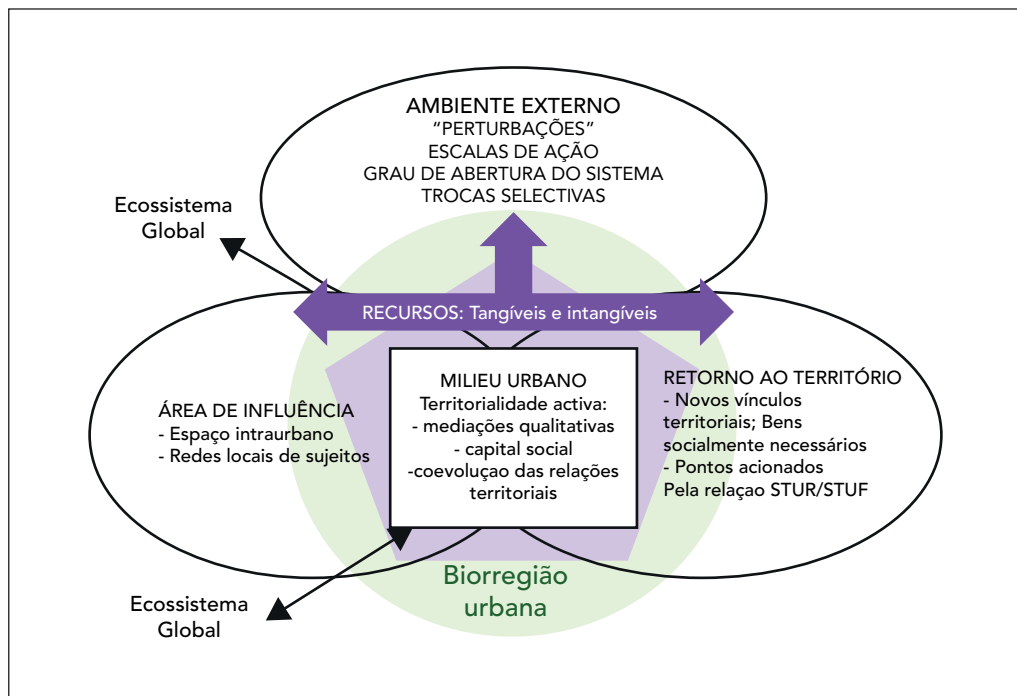 AMBIENTE EXTERNO
“PERTURBAÇÕES”
ESCALAS DE AÇÃO
GRAU DE ABERTURA DO SISTEMA
TROCAS SELECTIVAS
Ecossistema
Global
RECURSOS: Tangíveis e intangíveis
ÁREA DE INFLUÊNCIA
- Espaço intraurbano
- Redes locais de sujeitos
MILIEU URBANO
Territorialidade activa:
- mediações qualitativas
- capital social
-coevoluçao das relações
territoriais
RETORNO AO TERRITÓRIO
- Novos vínculos
territoriais; Bens
socialmente necessários
- Pontos acionados
Pela relaçao STUR/STUF
Biorregião
urbana
Ecossistema
Global